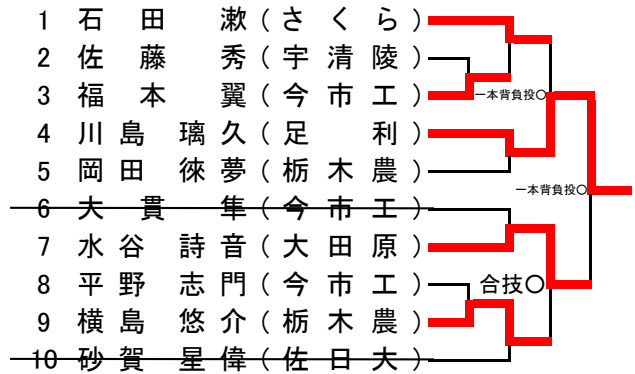 1 石田 漱(さくら)
2 佐藤 秀(宇清陵)
3 福本 翼(今市工)
一本背負投〇
4 川島 璃久(足利)
5 岡田 徠夢(栃木農)
一本背負投〇
6 大貫 隼(今市工)
7 水谷 詩音(大田原)
8 平野 志門(今市工)
合技〇
9 横島 悠介(栃木農)
10 砂賀 星偉(佐日大)